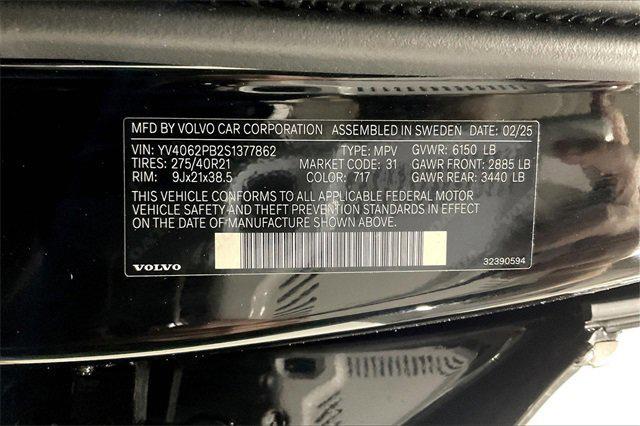 MFD BY VOLVO CAR CORPORATION ASSEMBLED IN SWEDEN DATE: 02/25
VIN: YV4062PB2S1377862 TYPE: MPV GVWR: 6150 LB
TIRES: 275/40R21 MARKET CODE: 31 GAWR FRONT: 2885 LB
RIM: 9Jx21x38.5 COLOR: 717 GAWR REAR: 3440 LB
THIS VEHICLE CONFORMS TO ALL APPLICABLE FEDERAL MOTOR
VEHICLE SAFETY AND THEFT PREVENTION STANDARDS IN EFFECT
ON THE DATE OF MANUFACTURE SHOWN ABOVE.
VOLVO 32390594